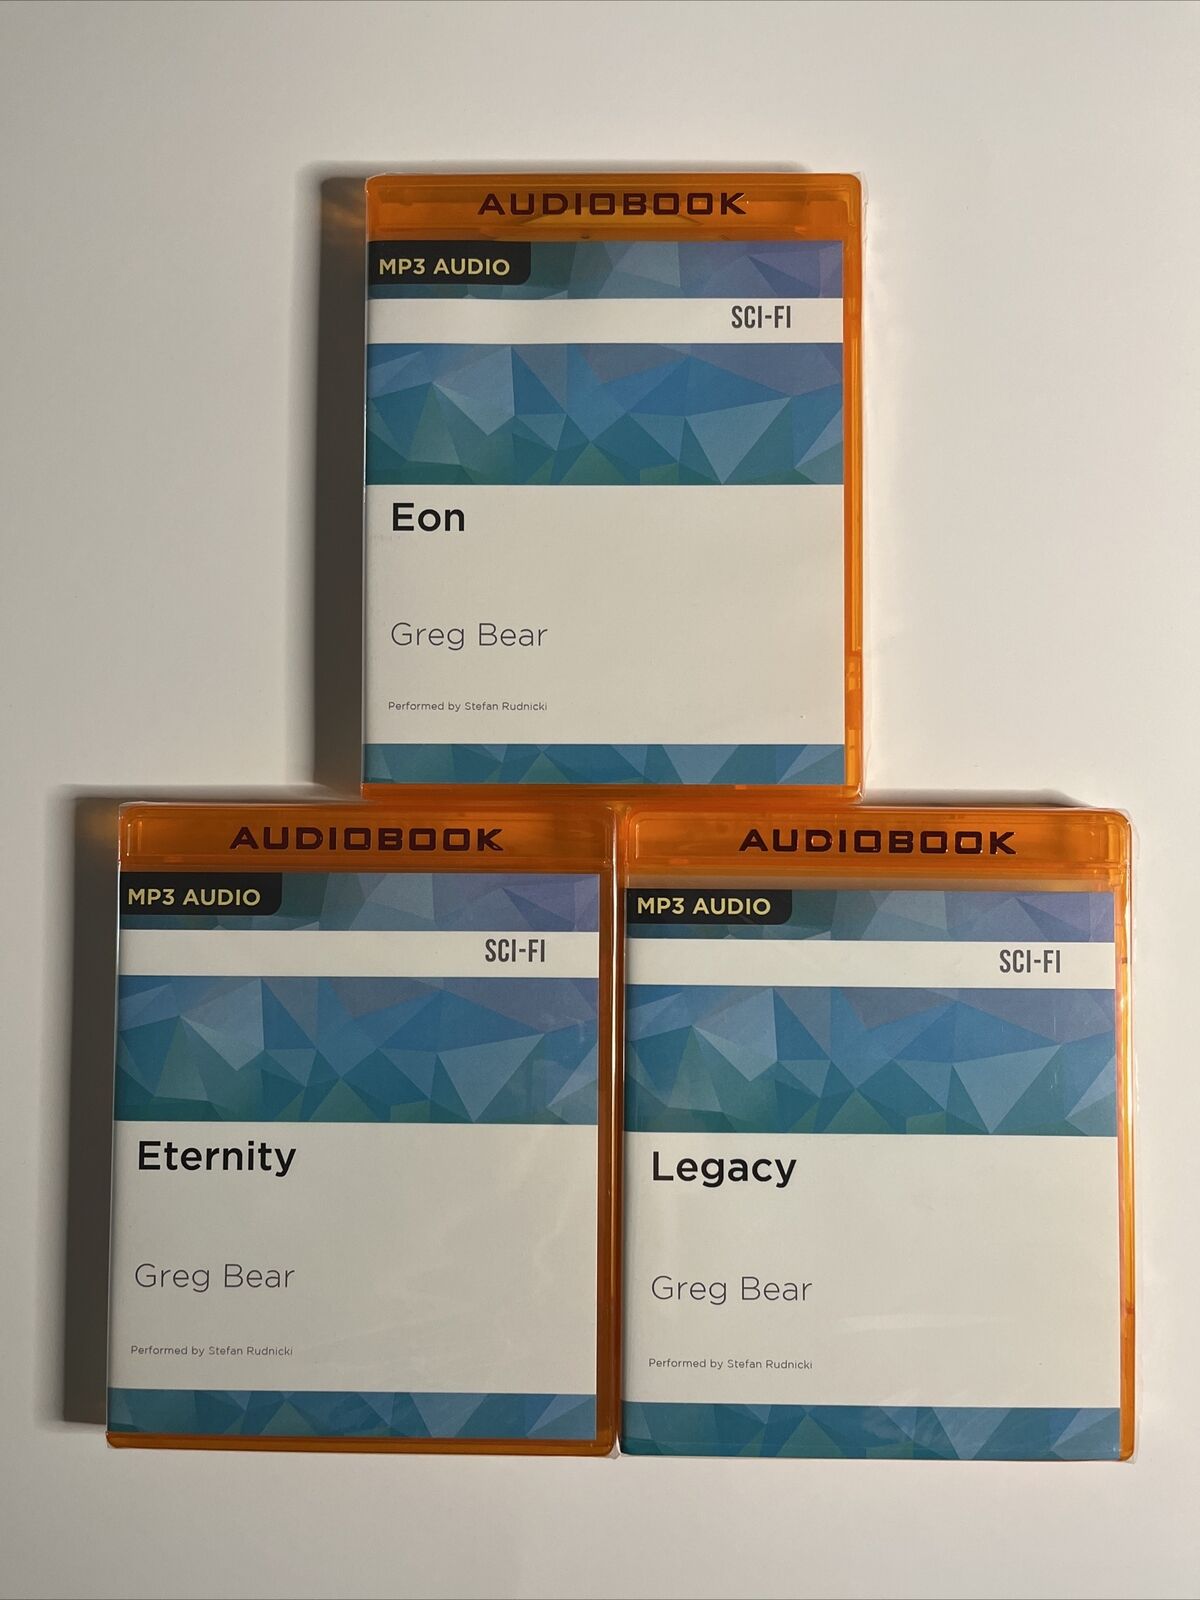 AUDIOBOOK
MP3 AUDIO
SCI-FI
Eon
Greg Bear
Performed by Stefan Rudnicki
AUDIOBOOK
MP3 AUDIO
SCI-FI
Eternity
Greg Bear
Performed by Stefan Rudnicki
AUDIOBOOK
MP3 AUDIO
SCI-FI
Legacy
Greg Bear
Performed by Stefan Rudnicki